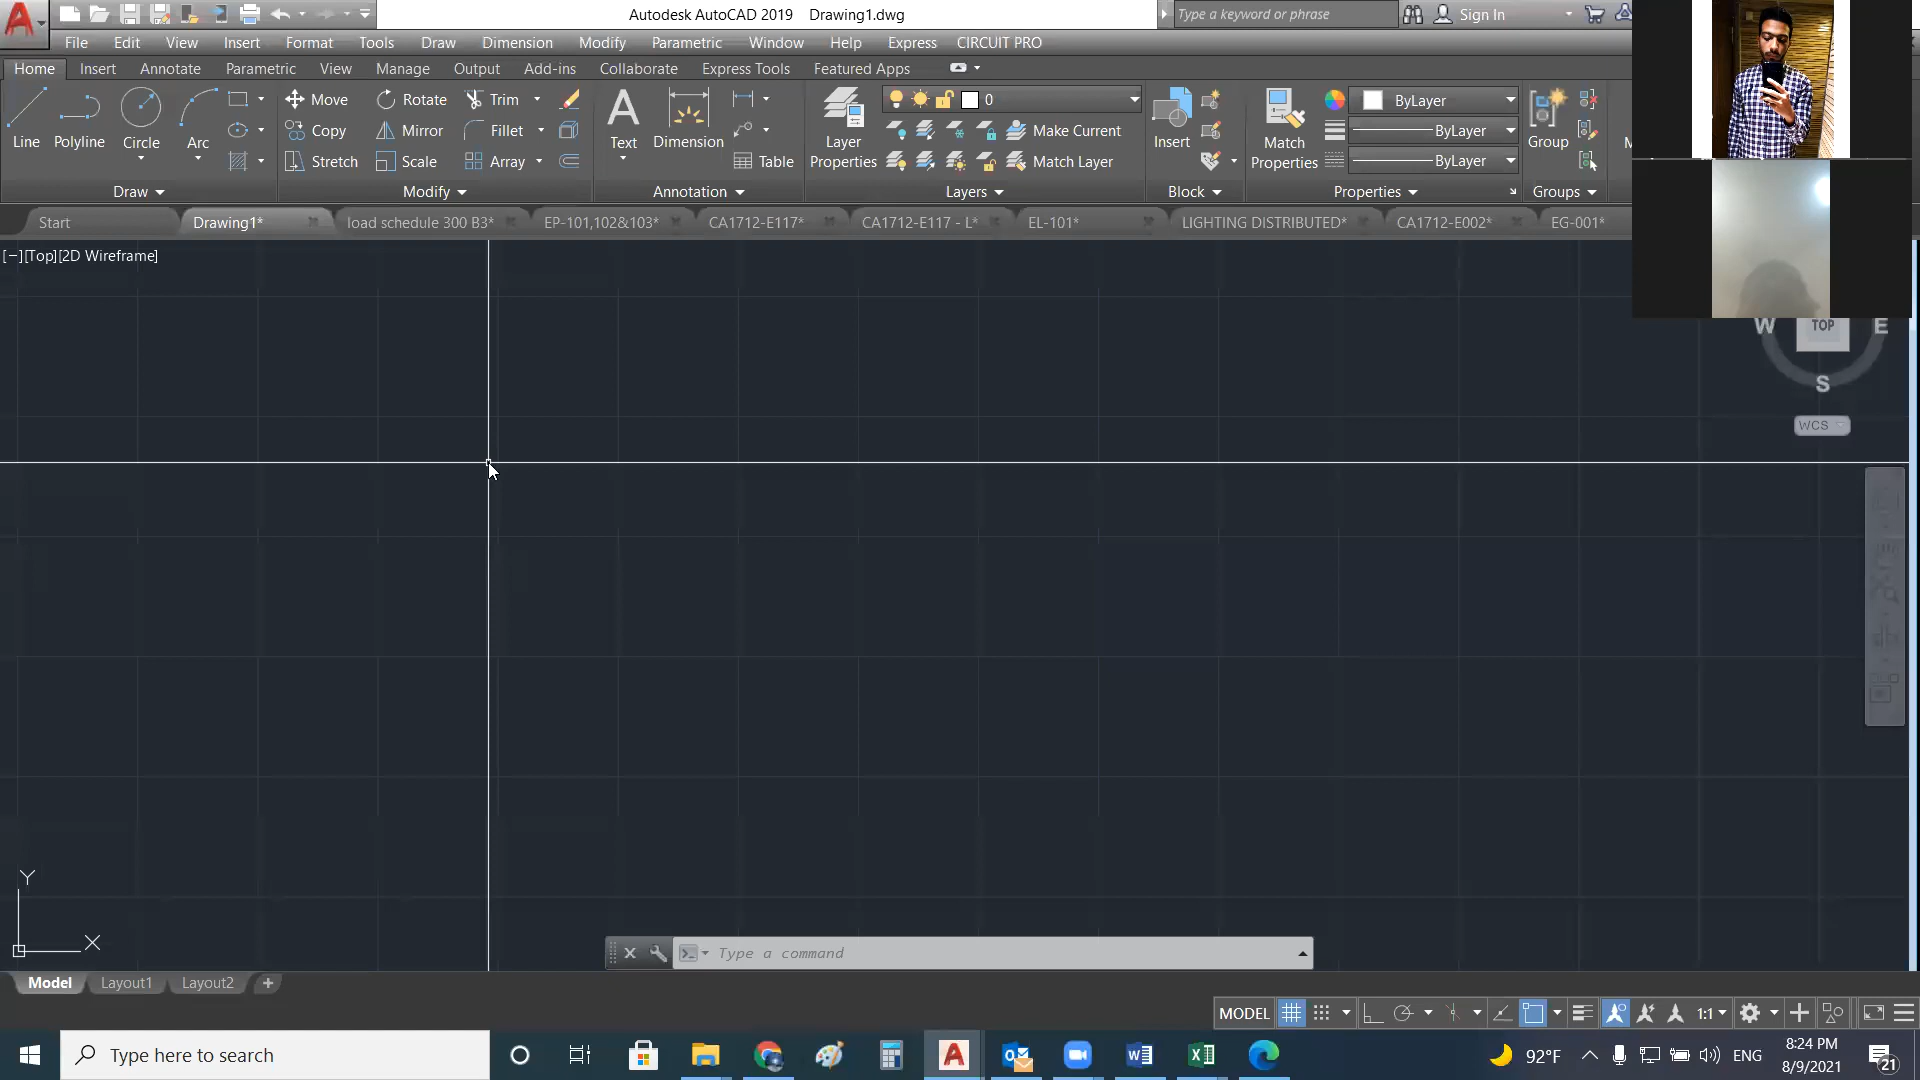 Autodesk AutoCAD 2019 Drawing1.dwg
Type a keyword or phrase
Sign In
File Edit View Insert Format Tools Draw Dimension Modify Parametric Window Help Express CIRCUIT PRO
Home Insert Annotate Parametric View Manage Output Add-ins Collaborate Express Tools Featured Apps
Line Polyline Circle Arc
Move Rotate Trim
Copy Mirror Fillet
Stretch Scale Array
Text Dimension Table
Layer Properties
0
Make Current
Match Layer
Insert
Match Properties
ByLayer
ByLayer
ByLayer
Group
Draw Modify Annotation Layers Block Properties Groups
Start Drawing1* load schedule 300 B3* EP-101,102&103* CA1712-E117* CA1712-E117 - L* EL-101* LIGHTING DISTRIBUTED* CA1712-E002* EG-001*
[−][Top][2D Wireframe]
W TOP E
S
WCS
Y
X
Type a command
Model Layout1 Layout2 +
MODEL 1:1
Type here to search
92°F ENG
8:24 PM
8/9/2021
21